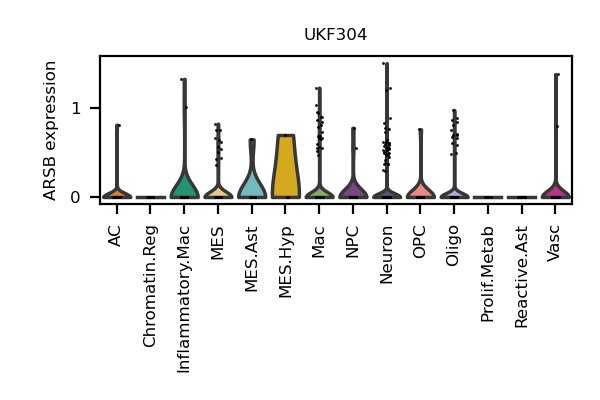 UKF304
ARSB expression
1
0
AC
Chromatin.Reg
Inflammatory.Mac
MES
MES.Ast
MES.Hyp
Mac
NPC
Neuron
OPC
Oligo
Prolif.Metab
Reactive.Ast
Vasc